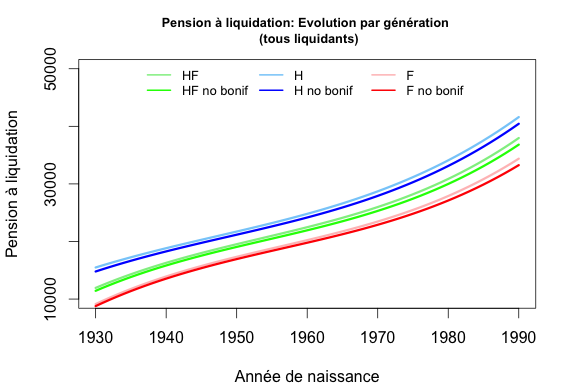 Pension à liquidation: Evolution par génération
(tous liquidants)
HF H F
HF no bonif H no bonif F no bonif
50000
30000
10000
Pension à liquidation
1930 1940 1950 1960 1970 1980 1990
Année de naissance